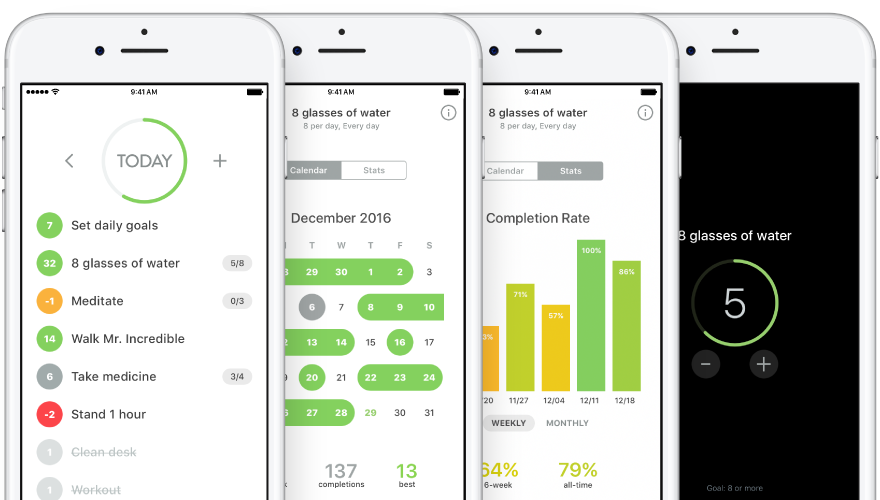 9:41 AM
TODAY
7 Set daily goals
32 8 glasses of water 5/8
-1 Meditate 0/3
14 Walk Mr. Incredible
6 Take medicine 3/4
-2 Stand 1 hour
1 Clean desk
1 Workout
9:41 AM
8 glasses of water
8 per day, Every day
Calendar Stats
December 2016
T W T F S
29 30 1 2 3
6 7 8 9 10
13 14 15 16 17
20 21 22 23 24
27 28 29 30 31
137 13
completions best
9:41 AM
8 glasses of water
8 per day, Every day
Calendar Stats
Completion Rate
100%
86%
71%
57%
3%
/20 11/27 12/04 12/11 12/18
WEEKLY MONTHLY
64% 79%
6-week all-time
8 glasses of water
5
− +
Goal: 8 or more